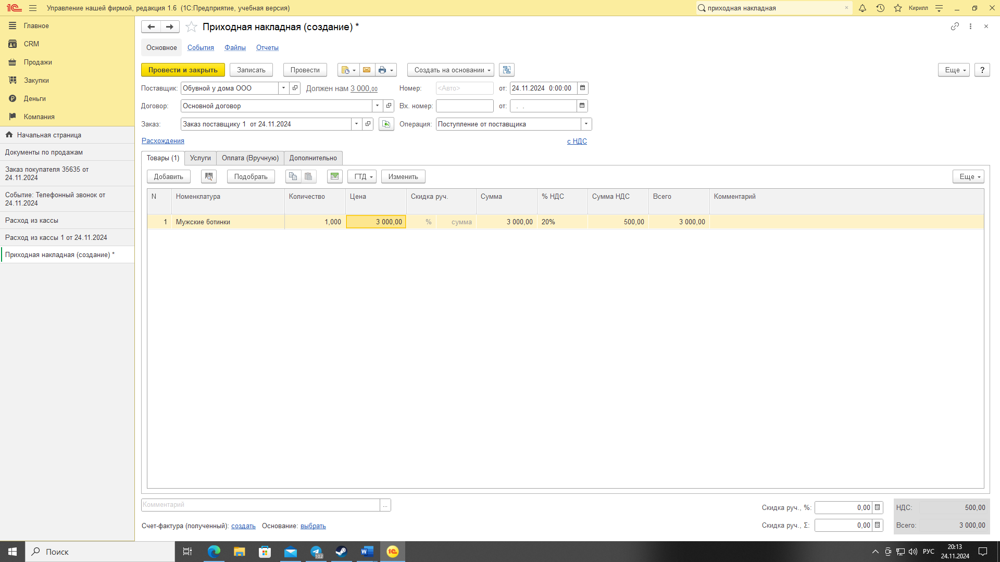 Управление нашей фирмой, редакция 1.6 (1С:Предприятие, учебная версия)
приходная накладная
Кирилл
Главное
CRM
Продажи
Закупки
Деньги
Компания
Начальная страница
Документы по продажам
Заказ покупателя 35635 от
24.11.2024
Событие: Телефонный звонок от
24.11.2024
Расход из кассы
Расход из кассы 1 от 24.11.2024
Приходная накладная (создание) *
Приходная накладная (создание) *
Основное События Файлы Отчеты
Провести и закрыть Записать Провести Создать на основании Еще ?
Поставщик: Обувной у дома ООО Должен нам 3 000,00 Номер: <Авто> от: 24.11.2024 0:00:00
Договор: Основной договор Вх. номер: от: . .
Заказ: Заказ поставщику 1 от 24.11.2024 Операция: Поступление от поставщика
Расхождения с НДС
Товары (1) Услуги Оплата (Вручную) Дополнительно
Добавить Подобрать ГТД Изменить Еще
N Номенклатура Количество Цена Скидка руч. Сумма % НДС Сумма НДС Всего Комментарий
1 Мужские ботинки 1,000 3 000,00 % сумма 3 000,00 20% 500,00 3 000,00
Комментарий ...
Скидка руч., %: 0,00 НДС: 500,00
Счет-фактура (полученный): создать Основание: выбрать
Скидка руч., Σ: 0,00 Всего: 3 000,00
Поиск
102
РУС
20:13
24.11.2024